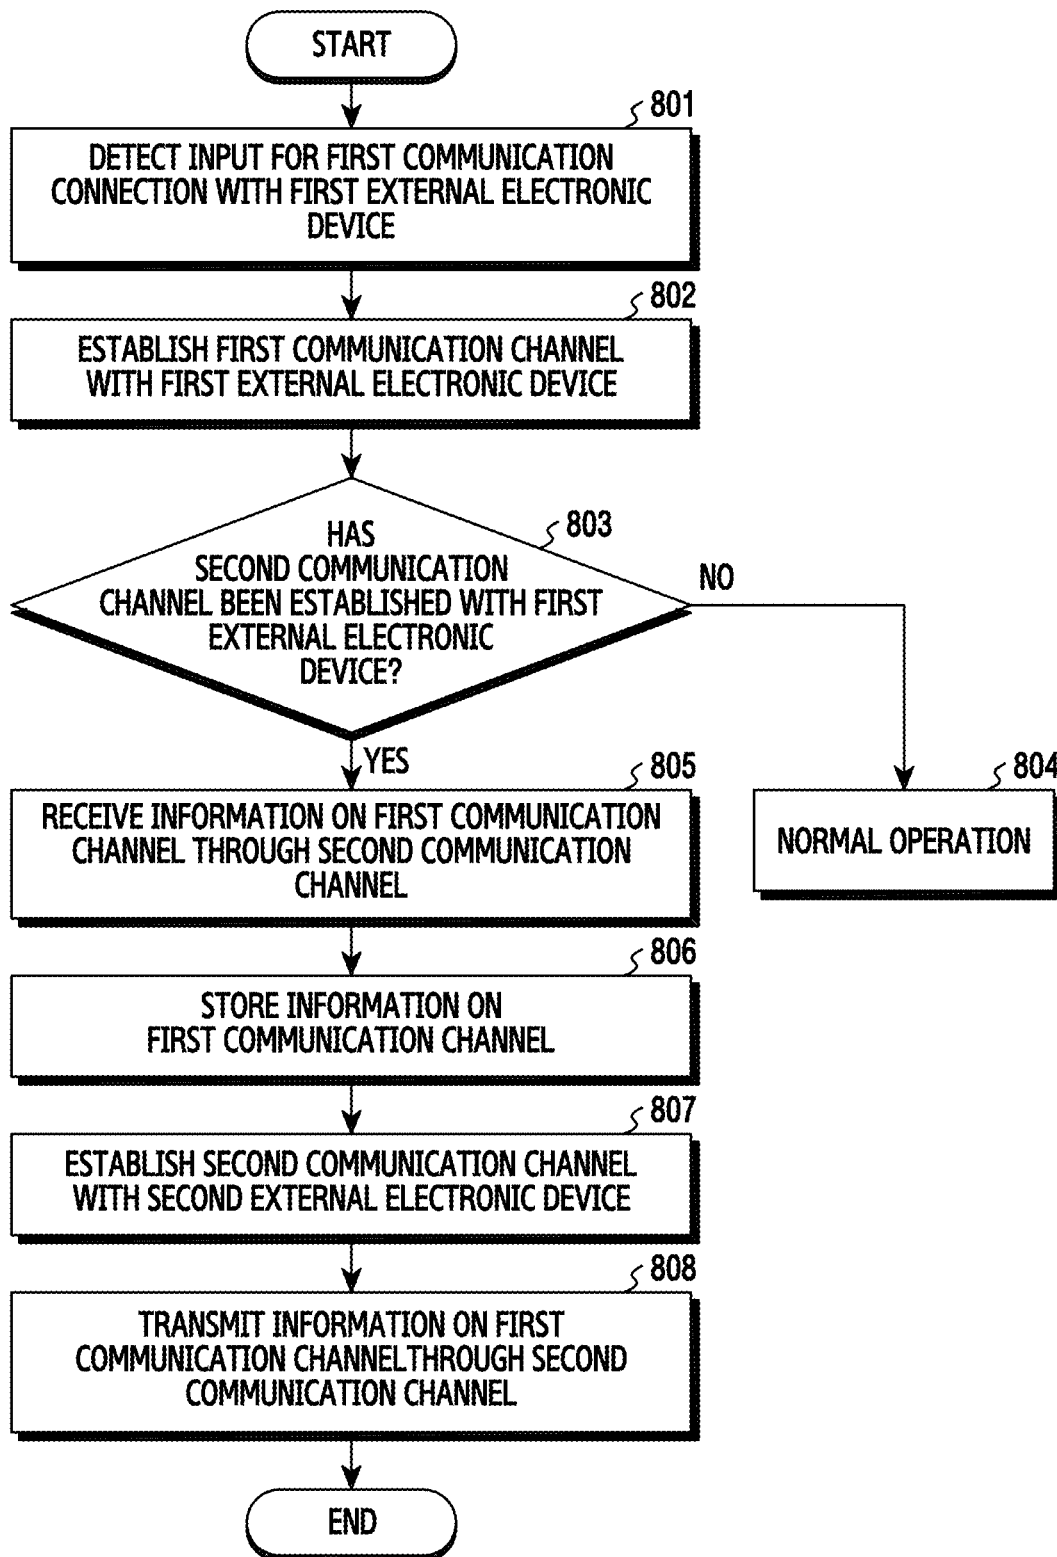 START
801
DETECT INPUT FOR FIRST COMMUNICATION
CONNECTION WITH FIRST EXTERNAL ELECTRONIC
DEVICE
802
ESTABLISH FIRST COMMUNICATION CHANNEL
WITH FIRST EXTERNAL ELECTRONIC DEVICE
803
HAS
SECOND COMMUNICATION
CHANNEL BEEN ESTABLISHED WITH FIRST
EXTERNAL ELECTRONIC
DEVICE?
NO
YES
804
NORMAL OPERATION
805
RECEIVE INFORMATION ON FIRST COMMUNICATION
CHANNEL THROUGH SECOND COMMUNICATION
CHANNEL
806
STORE INFORMATION ON
FIRST COMMUNICATION CHANNEL
807
ESTABLISH SECOND COMMUNICATION CHANNEL
WITH SECOND EXTERNAL ELECTRONIC DEVICE
808
TRANSMIT INFORMATION ON FIRST
COMMUNICATION CHANNELTHROUGH SECOND
COMMUNICATION CHANNEL
END